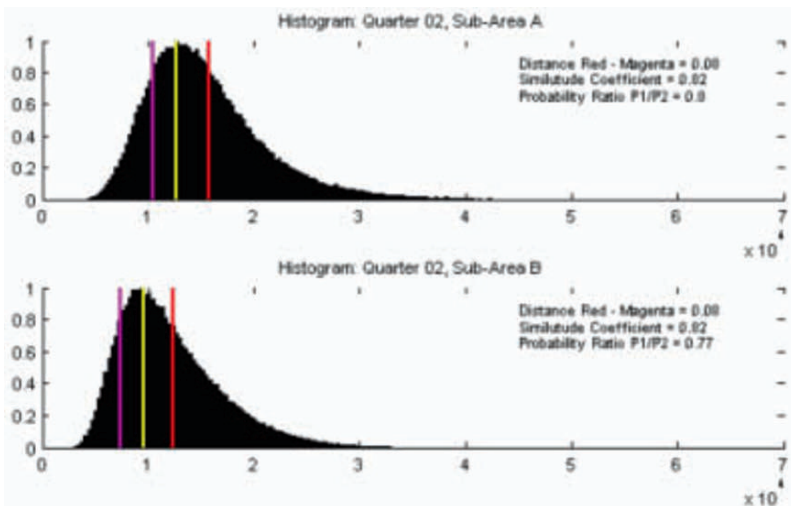 Histogram: Quarter 02, Sub-Area A
Distance Red - Magenta = 0.08
Similutude Coefficient = 0.82
Probability Ratio P1/P2 = 0.8
1
0.8
0.6
0.4
0.2
0
0 1 2 3 4 5 6 7
x 10
4
Histogram: Quarter 02, Sub-Area B
Distance Red - Magenta = 0.08
Similutude Coefficient = 0.82
Probability Ratio P1/P2 = 0.77
1
0.8
0.6
0.4
0.2
0
0 1 2 3 4 5 6 7
x 10
4